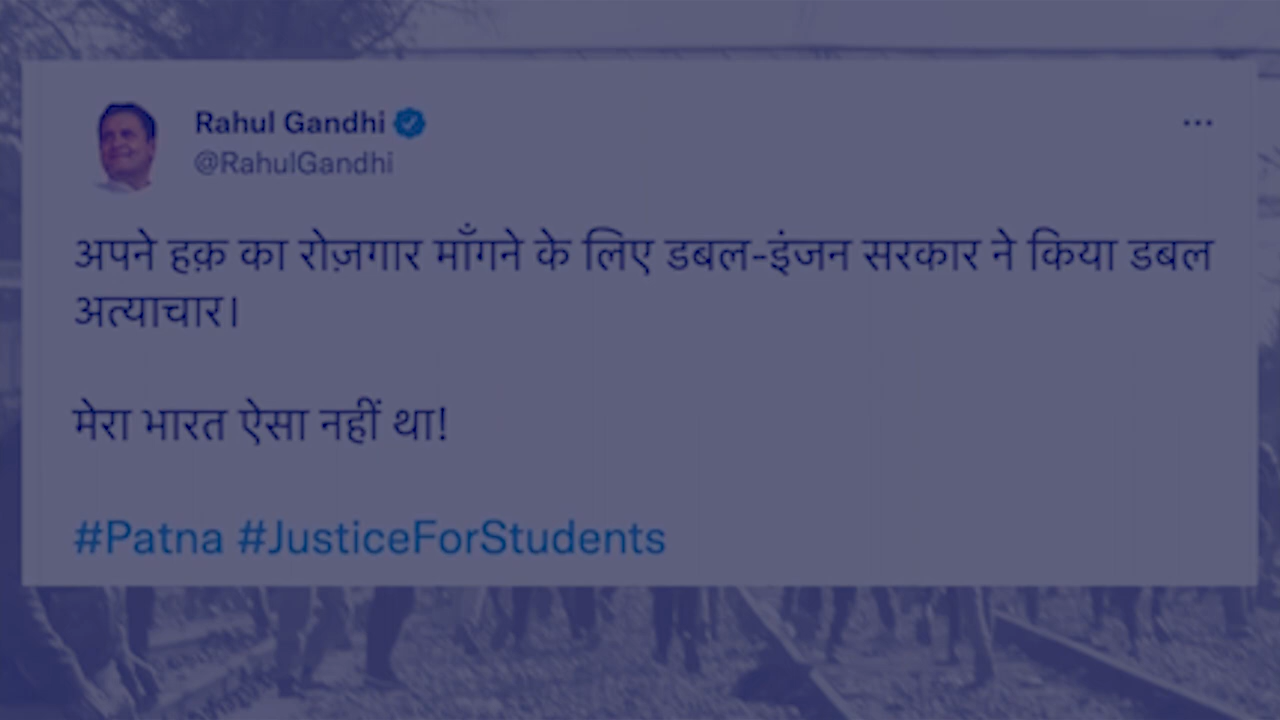 Rahul Gandhi
@RahulGandhi
अपने हक़ का रोज़गार माँगने के लिए डबल-इंजन सरकार ने किया डबल
अत्याचार।
मेरा भारत ऐसा नहीं था!
#Patna #JusticeForStudents